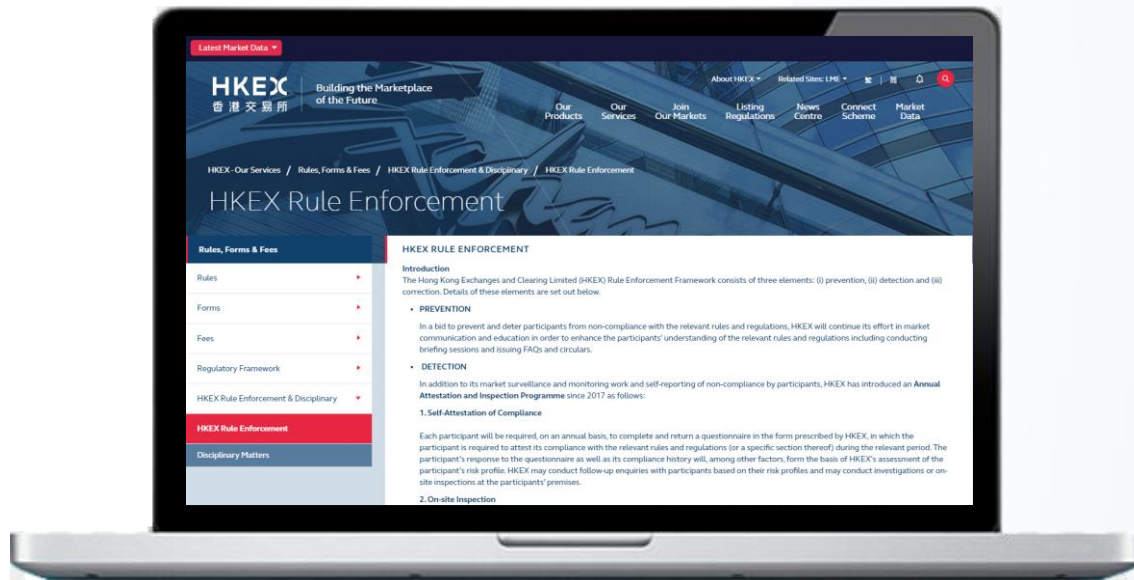 Latest Market Data
About HKEX
Related Sites: LME
繁 | 簡
HKEX
香港交易所
Building the Marketplace
of the Future
Our Products
Our Services
Join Our Markets
Listing Regulations
News Centre
Connect Scheme
Market Data
HKEX-Our Services / Rules, Forms & Fees / HKEX Rule Enforcement & Disciplinary / HKEX Rule Enforcement
HKEX Rule Enforcement
Rules, Forms & Fees
Rules
Forms
Fees
Regulatory Framework
HKEX Rule Enforcement & Disciplinary
HKEX Rule Enforcement
Disciplinary Matters
HKEX RULE ENFORCEMENT
Introduction
The Hong Kong Exchanges and Clearing Limited (HKEX) Rule Enforcement Framework consists of three elements: (i) prevention, (ii) detection and (iii)
correction. Details of these elements are set out below.
• PREVENTION
In a bid to prevent and deter participants from non-compliance with the relevant rules and regulations, HKEX will continue its effort in market
communication and education in order to enhance the participants' understanding of the relevant rules and regulations including conducting
briefing sessions and issuing FAQs and circulars.
• DETECTION
In addition to its market surveillance and monitoring work and self-reporting of non-compliance by participants, HKEX has introduced an Annual
Attestation and Inspection Programme since 2017 as follows:
1. Self-Attestation of Compliance
Each participant will be required, on an annual basis, to complete and return a questionnaire in the form prescribed by HKEX, in which the
participant is required to attest its compliance with the relevant rules and regulations (or a specific section thereof) during the relevant period. The
participant's response to the questionnaire as well as its compliance history will, among other factors, form the basis of HKEX's assessment of the
participant's risk profile. HKEX may conduct follow-up enquiries with participants based on their risk profiles and may conduct investigations or on-
site inspections at the participants' premises.
2. On-site Inspection